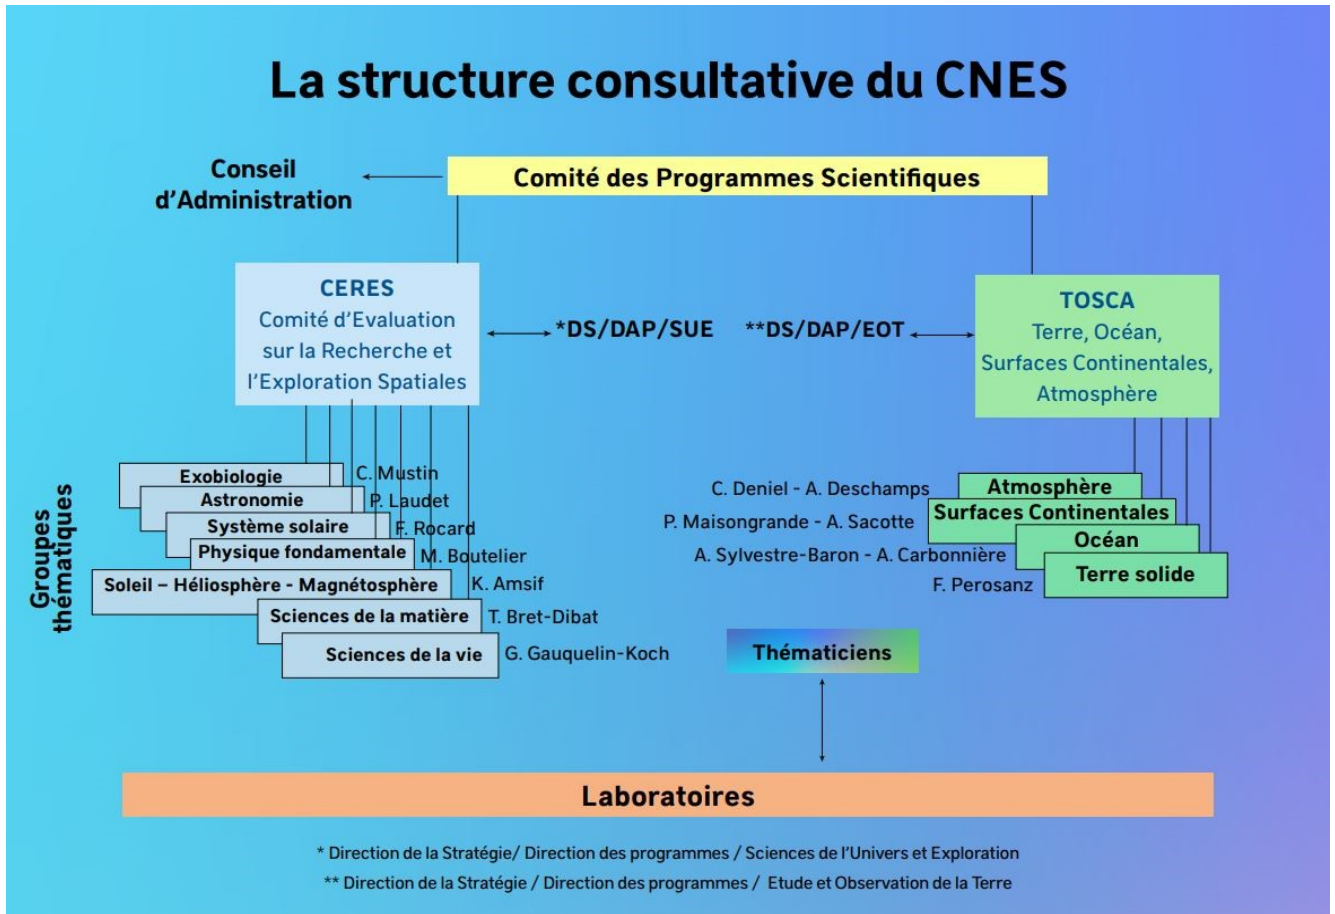 La structure consultative du CNES
Conseil
d'Administration
Comité des Programmes Scientifiques
CERES
Comité d'Evaluation
sur la Recherche et
l'Exploration Spatiales
*DS/DAP/SUE
**DS/DAP/EOT
TOSCA
Terre, Océan,
Surfaces Continentales,
Atmosphère
Groupes
thématiques
Exobiologie
C. Mustin
Astronomie
P. Laudet
Système solaire
F. Rocard
Physique fondamentale
M. Boutelier
Soleil – Héliosphère - Magnétosphère
K. Amsif
Sciences de la matière
T. Bret-Dibat
Sciences de la vie
G. Gauquelin-Koch
C. Deniel - A. Deschamps
Atmosphère
P. Maisongrande - A. Sacotte
Surfaces Continentales
A. Sylvestre-Baron - A. Carbonnière
Océan
F. Perosanz
Terre solide
Thématiciens
Laboratoires
* Direction de la Stratégie/ Direction des programmes / Sciences de l'Univers et Exploration
** Direction de la Stratégie / Direction des programmes / Etude et Observation de la Terre